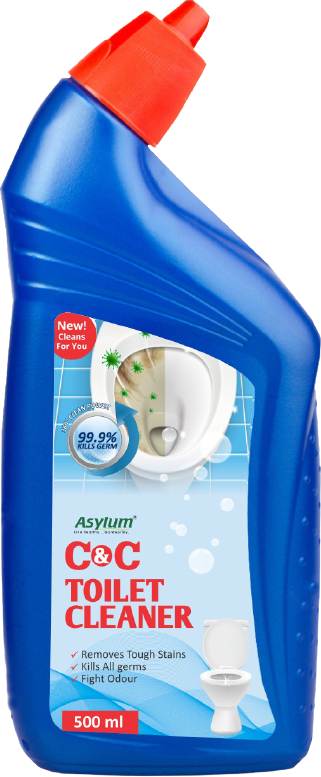 New!
Cleans
For You
99.9%
KILLS GERM
Asylum
C&C
TOILET
CLEANER
✓ Removes Tough Stains
✓ Kills All germs
✓ Fight Odour
500 ml